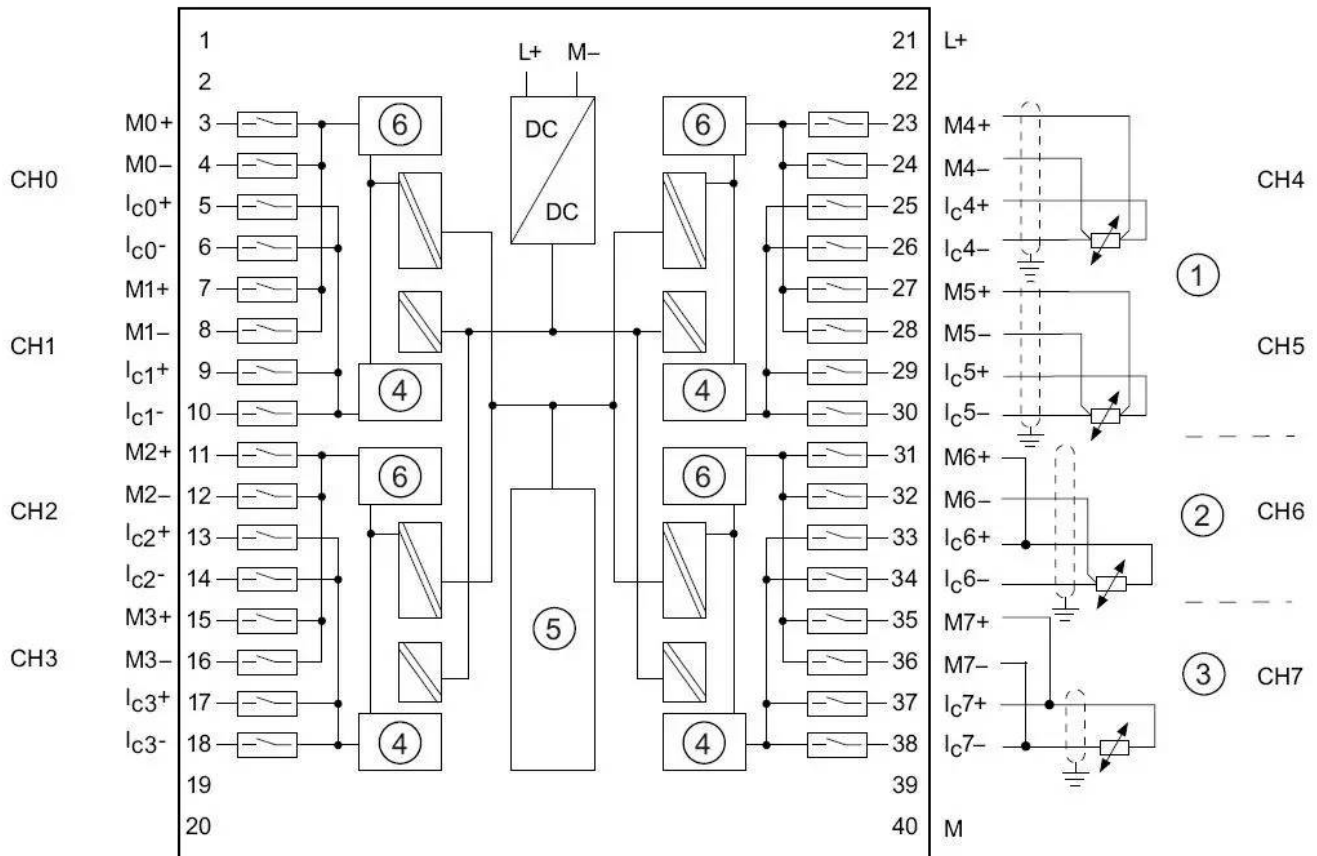 1 21 L+
L+ M–
2 22
M0+ 3 6 DC 6 23 M4+
M0– 4 24 M4–
CH0 CH4
Ic0+ 5 25 Ic4+
DC
Ic0- 6 26 Ic4–
1
M1+ 7 27 M5+
M1– 8 28 M5–
CH1 CH5
Ic1+ 9 4 4 29 Ic5+
Ic1- 10 30 Ic5–
M2+ 11 6 6 31 M6+
M2– 12 32 M6–
CH2 2 CH6
Ic2+ 13 33 Ic6+
Ic2- 14 34 Ic6–
M3+ 15 5 35 M7+
CH3 M3– 16 36 M7– 3 CH7
Ic3+ 17 37 Ic7+
Ic3- 18 4 4 38 Ic7–
19 39
20 40 M